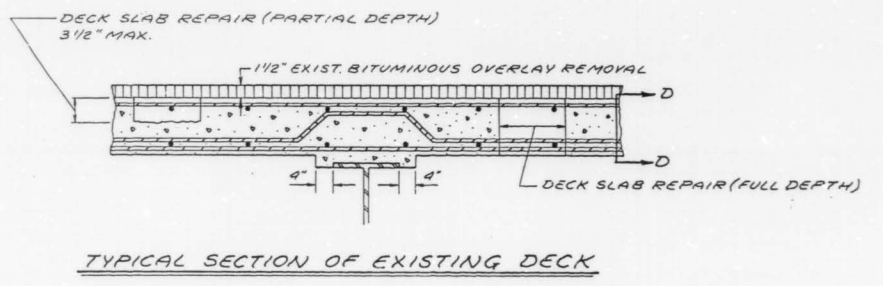 DECK SLAB REPAIR (PARTIAL DEPTH)
3 1/2" MAX.
1 1/2" EXIST. BITUMINOUS OVERLAY REMOVAL
D
D
4"
4"
DECK SLAB REPAIR (FULL DEPTH)
TYPICAL SECTION OF EXISTING DECK